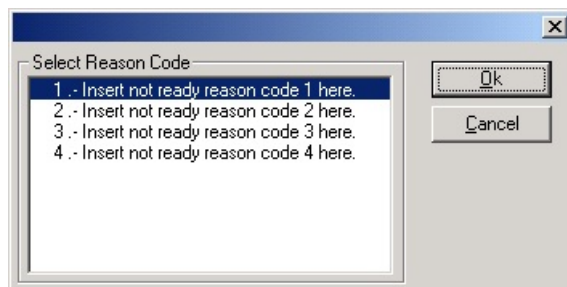 Select Reason Code
1 .- Insert not ready reason code 1 here.
2 .- Insert not ready reason code 2 here.
3 .- Insert not ready reason code 3 here.
4 .- Insert not ready reason code 4 here.
Ok
Cancel